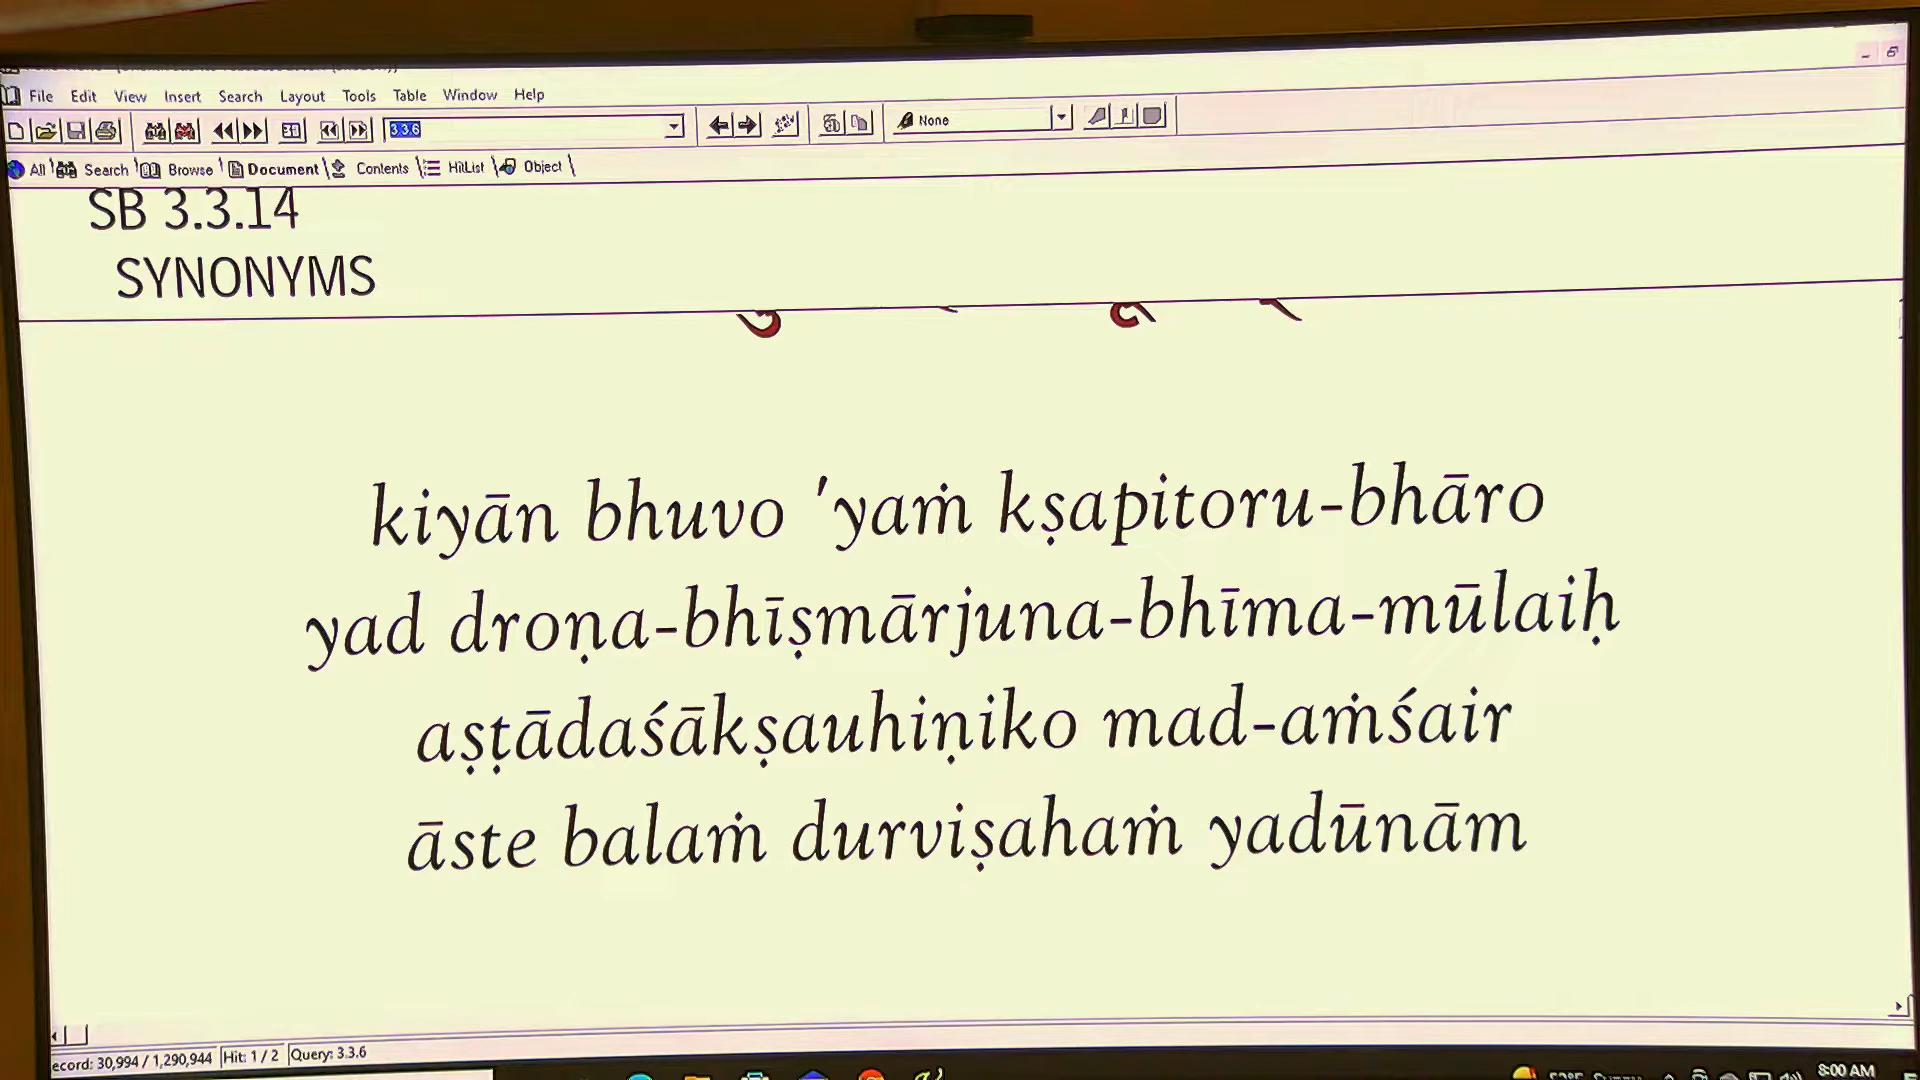 File Edit View Insert Search Layout Tools Table Window Help
3.3.6 None
All Search Browse Document Contents HitList Object
SB 3.3.14
SYNONYMS
kiyān bhuvo 'yaṁ kṣapitoru-bhāro
yad droṇa-bhīṣmārjuna-bhīma-mūlaiḥ
aṣṭādaśākṣauhiṇiko mad-aṁśair
āste balaṁ durviṣahaṁ yadūnām
ecord: 30,994 / 1,290,944 Hit: 1 / 2 Query: 3.3.6
8:00 AM